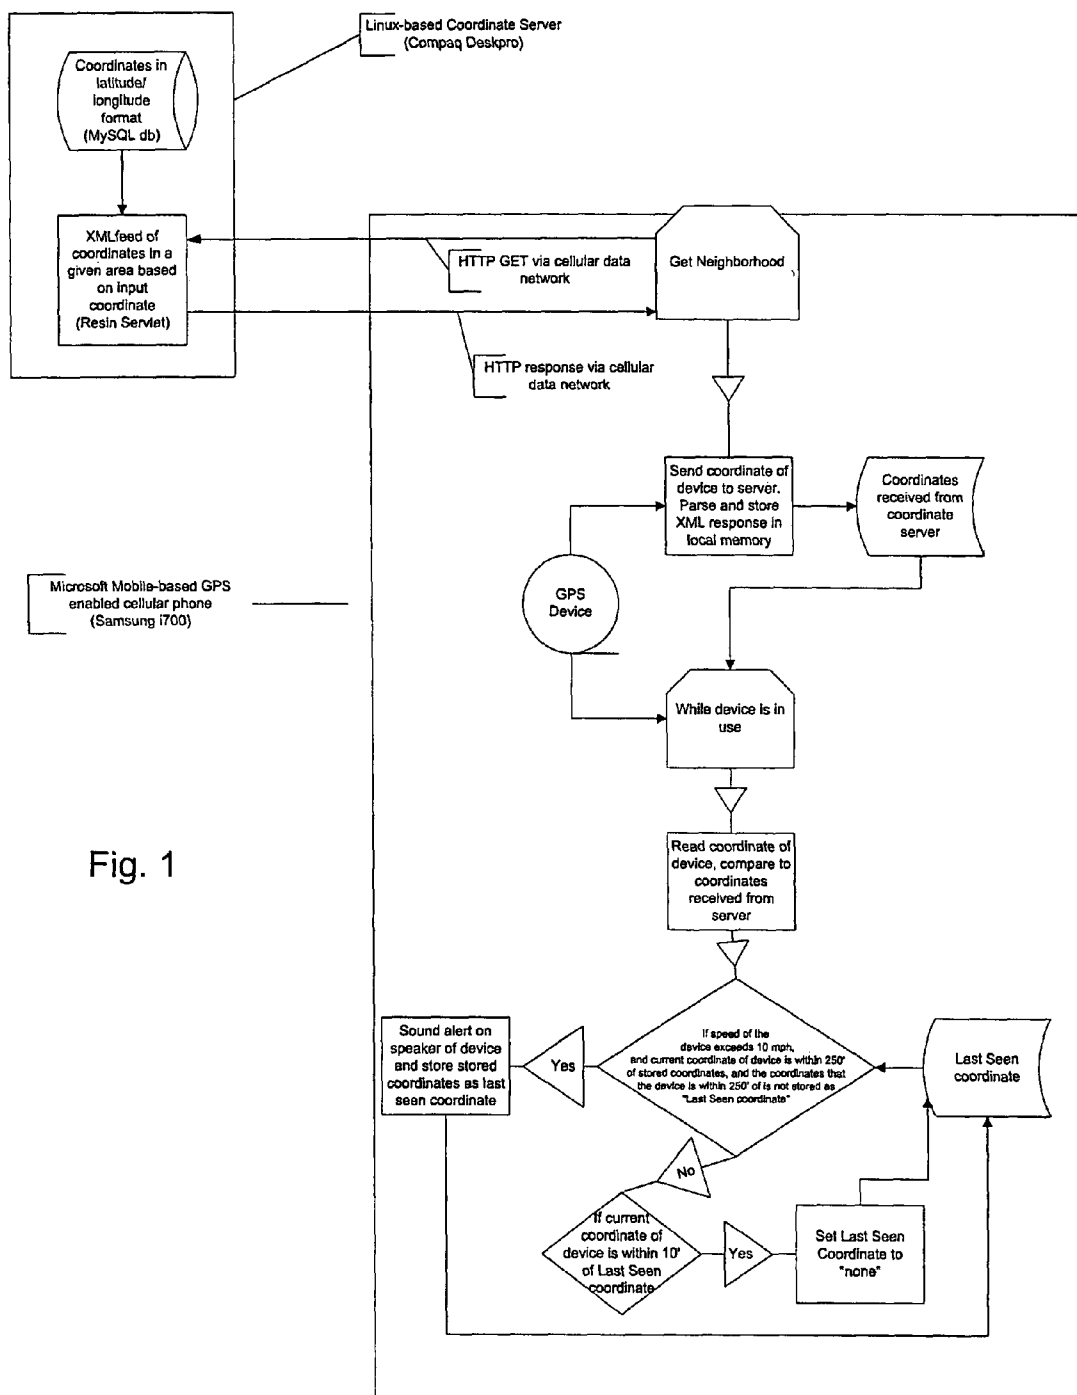 Linux-based Coordinate Server
(Compaq Deskpro)
Coordinates in
latitude/
longitude
format
(MySQL db)
XMLfeed of
coordinates in a
given area based
on input
coordinate
(Resin Servlet)
HTTP GET via cellular data
network
Get Neighborhood
HTTP response via cellular
data network
Send coordinate of
device to server.
Parse and store
XML response in
local memory
Coordinates
received from
coordinate
server
Microsoft Mobile-based GPS
enabled cellular phone
(Samsung i700)
GPS
Device
While device is in
use
Fig. 1
Read coordinate of
device, compare to
coordinates
received from
server
Sound alert on
speaker of device
and store stored
coordinates as last
seen coordinate
Yes
If speed of the
device exceeds 10 mph,
and current coordinate of device is within 250'
of stored coordinates, and the coordinates that
the device is within 250' of is not stored as
"Last Seen coordinate"
Last Seen
coordinate
No
If current
coordinate of
device is within 10'
of Last Seen
coordinate
Yes
Set Last Seen
Coordinate to
"none"